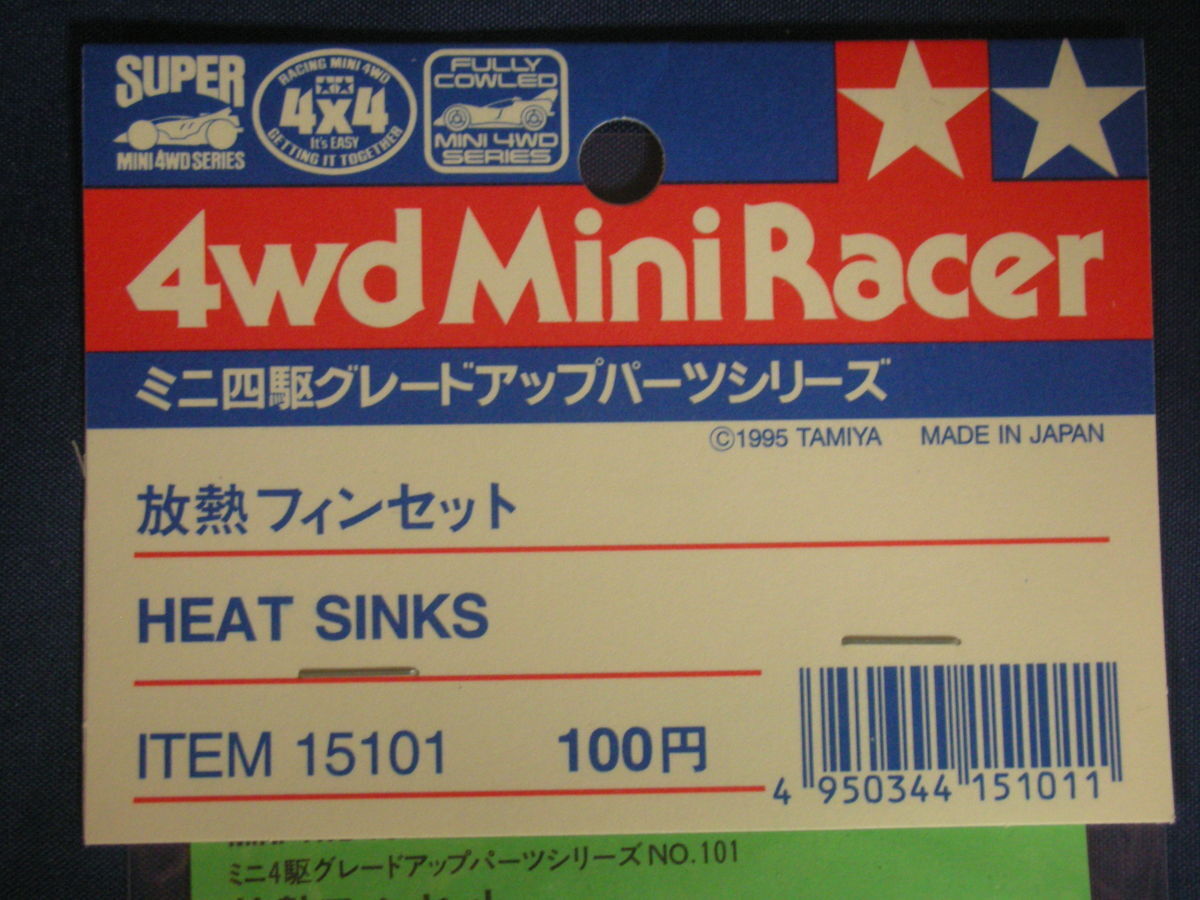 SUPER
MINI 4WD SERIES
RACING MINI 4WD
4x4
It's EASY
GETTING IT TOGETHER
FULLY
COWLED
MINI 4WD
SERIES
4wd Mini Racer
ミニ四駆グレードアップパーツシリーズ
©1995 TAMIYA MADE IN JAPAN
放熱フィンセット
HEAT SINKS
ITEM 15101 100円
4 950344 151011
ミニ4駆グレードアップパーツシリーズNO.101